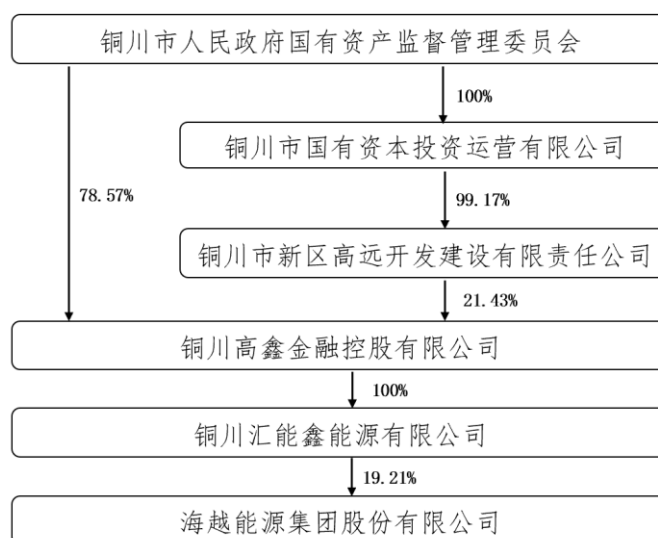 铜川市人民政府国有资产监督管理委员会
100%
铜川市国有资本投资运营有限公司
78.57%
99.17%
铜川市新区高远开发建设有限责任公司
21.43%
铜川高鑫金融控股有限公司
100%
铜川汇能鑫能源有限公司
19.21%
海越能源集团股份有限公司